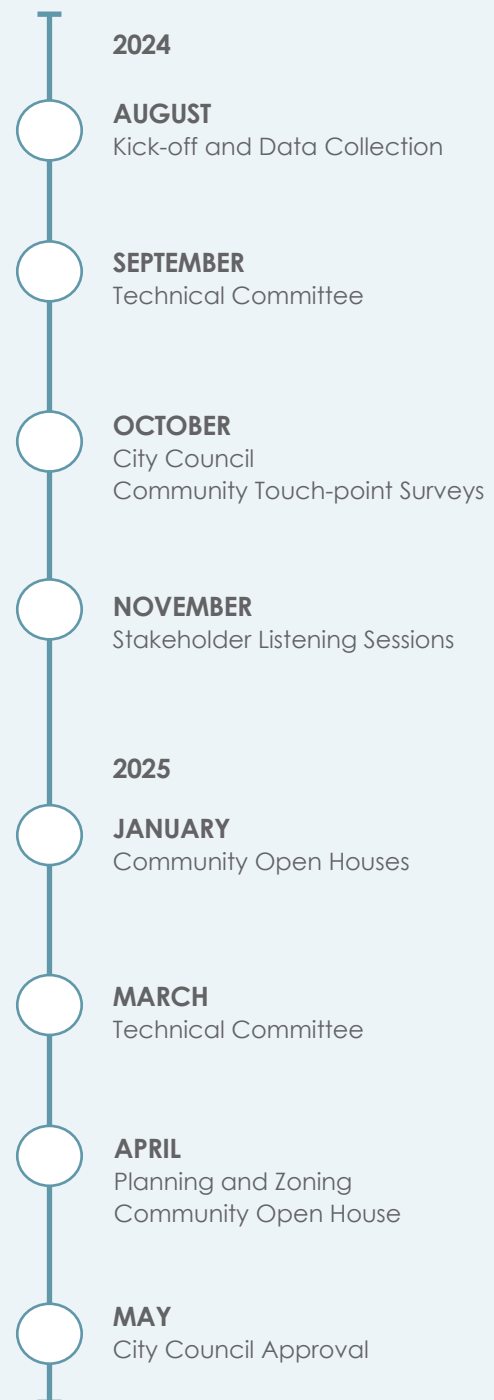 2024
AUGUST
Kick-off and Data Collection
SEPTEMBER
Technical Committee
OCTOBER
City Council
Community Touch-point Surveys
NOVEMBER
Stakeholder Listening Sessions
2025
JANUARY
Community Open Houses
MARCH
Technical Committee
APRIL
Planning and Zoning
Community Open House
MAY
City Council Approval